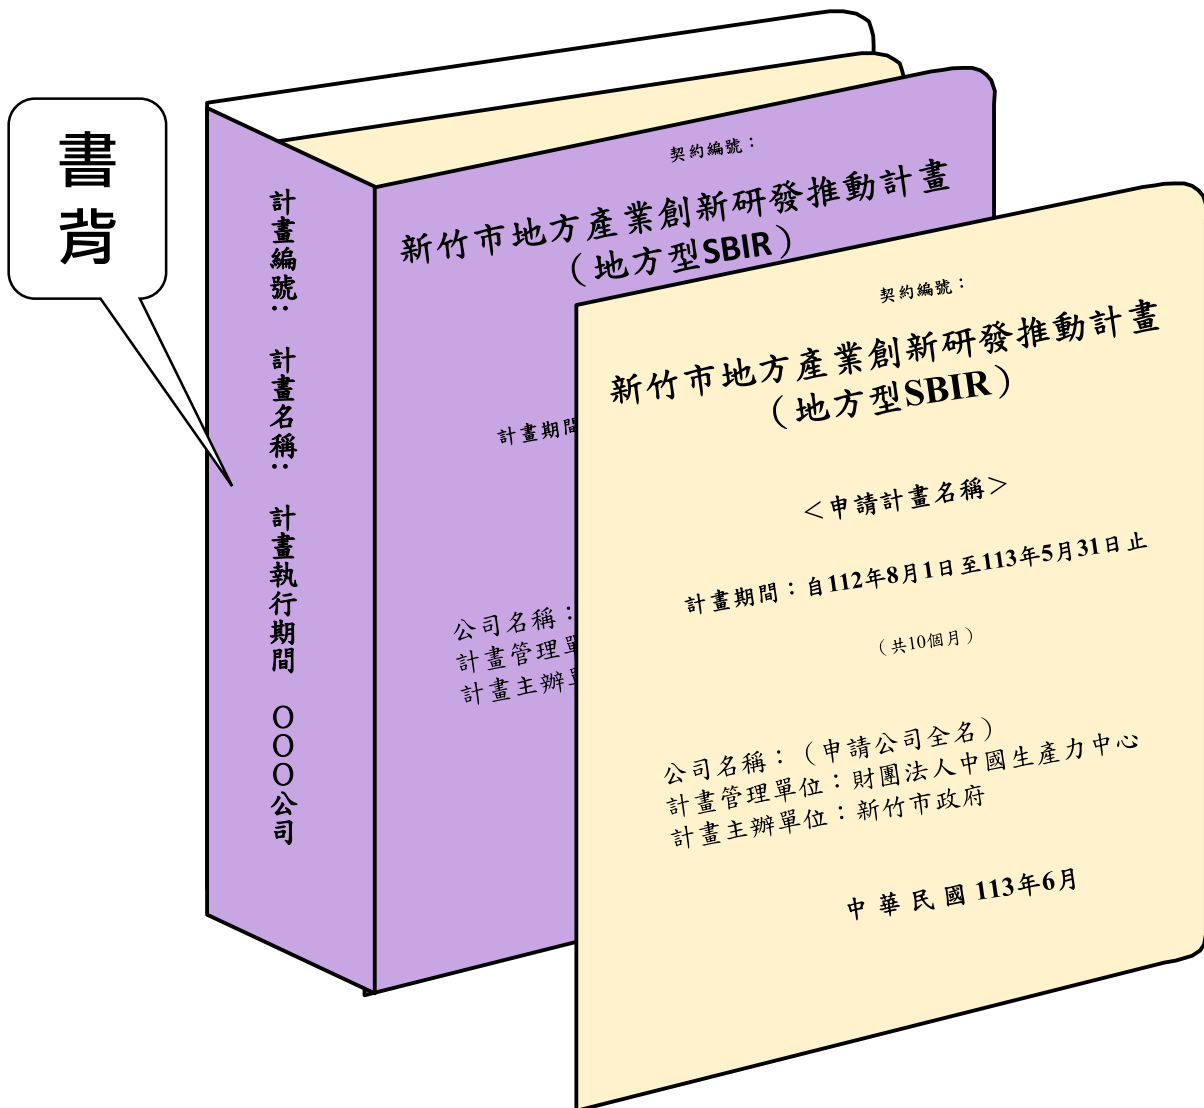 書
背
計畫編號： 計畫名稱： 計畫執行期間 〇〇〇公司
契約編號：
新竹市地方產業創新研發推動計畫
（地方型SBIR）
計畫期間
公司名稱：
計畫管理單
計畫主辦單
契約編號：
新竹市地方產業創新研發推動計畫
（地方型SBIR）
＜申請計畫名稱＞
計畫期間：自112年8月1日至113年5月31日止
（共10個月）
公司名稱：（申請公司全名）
計畫管理單位：財團法人中國生產力中心
計畫主辦單位：新竹市政府
中 華 民 國 113年6月